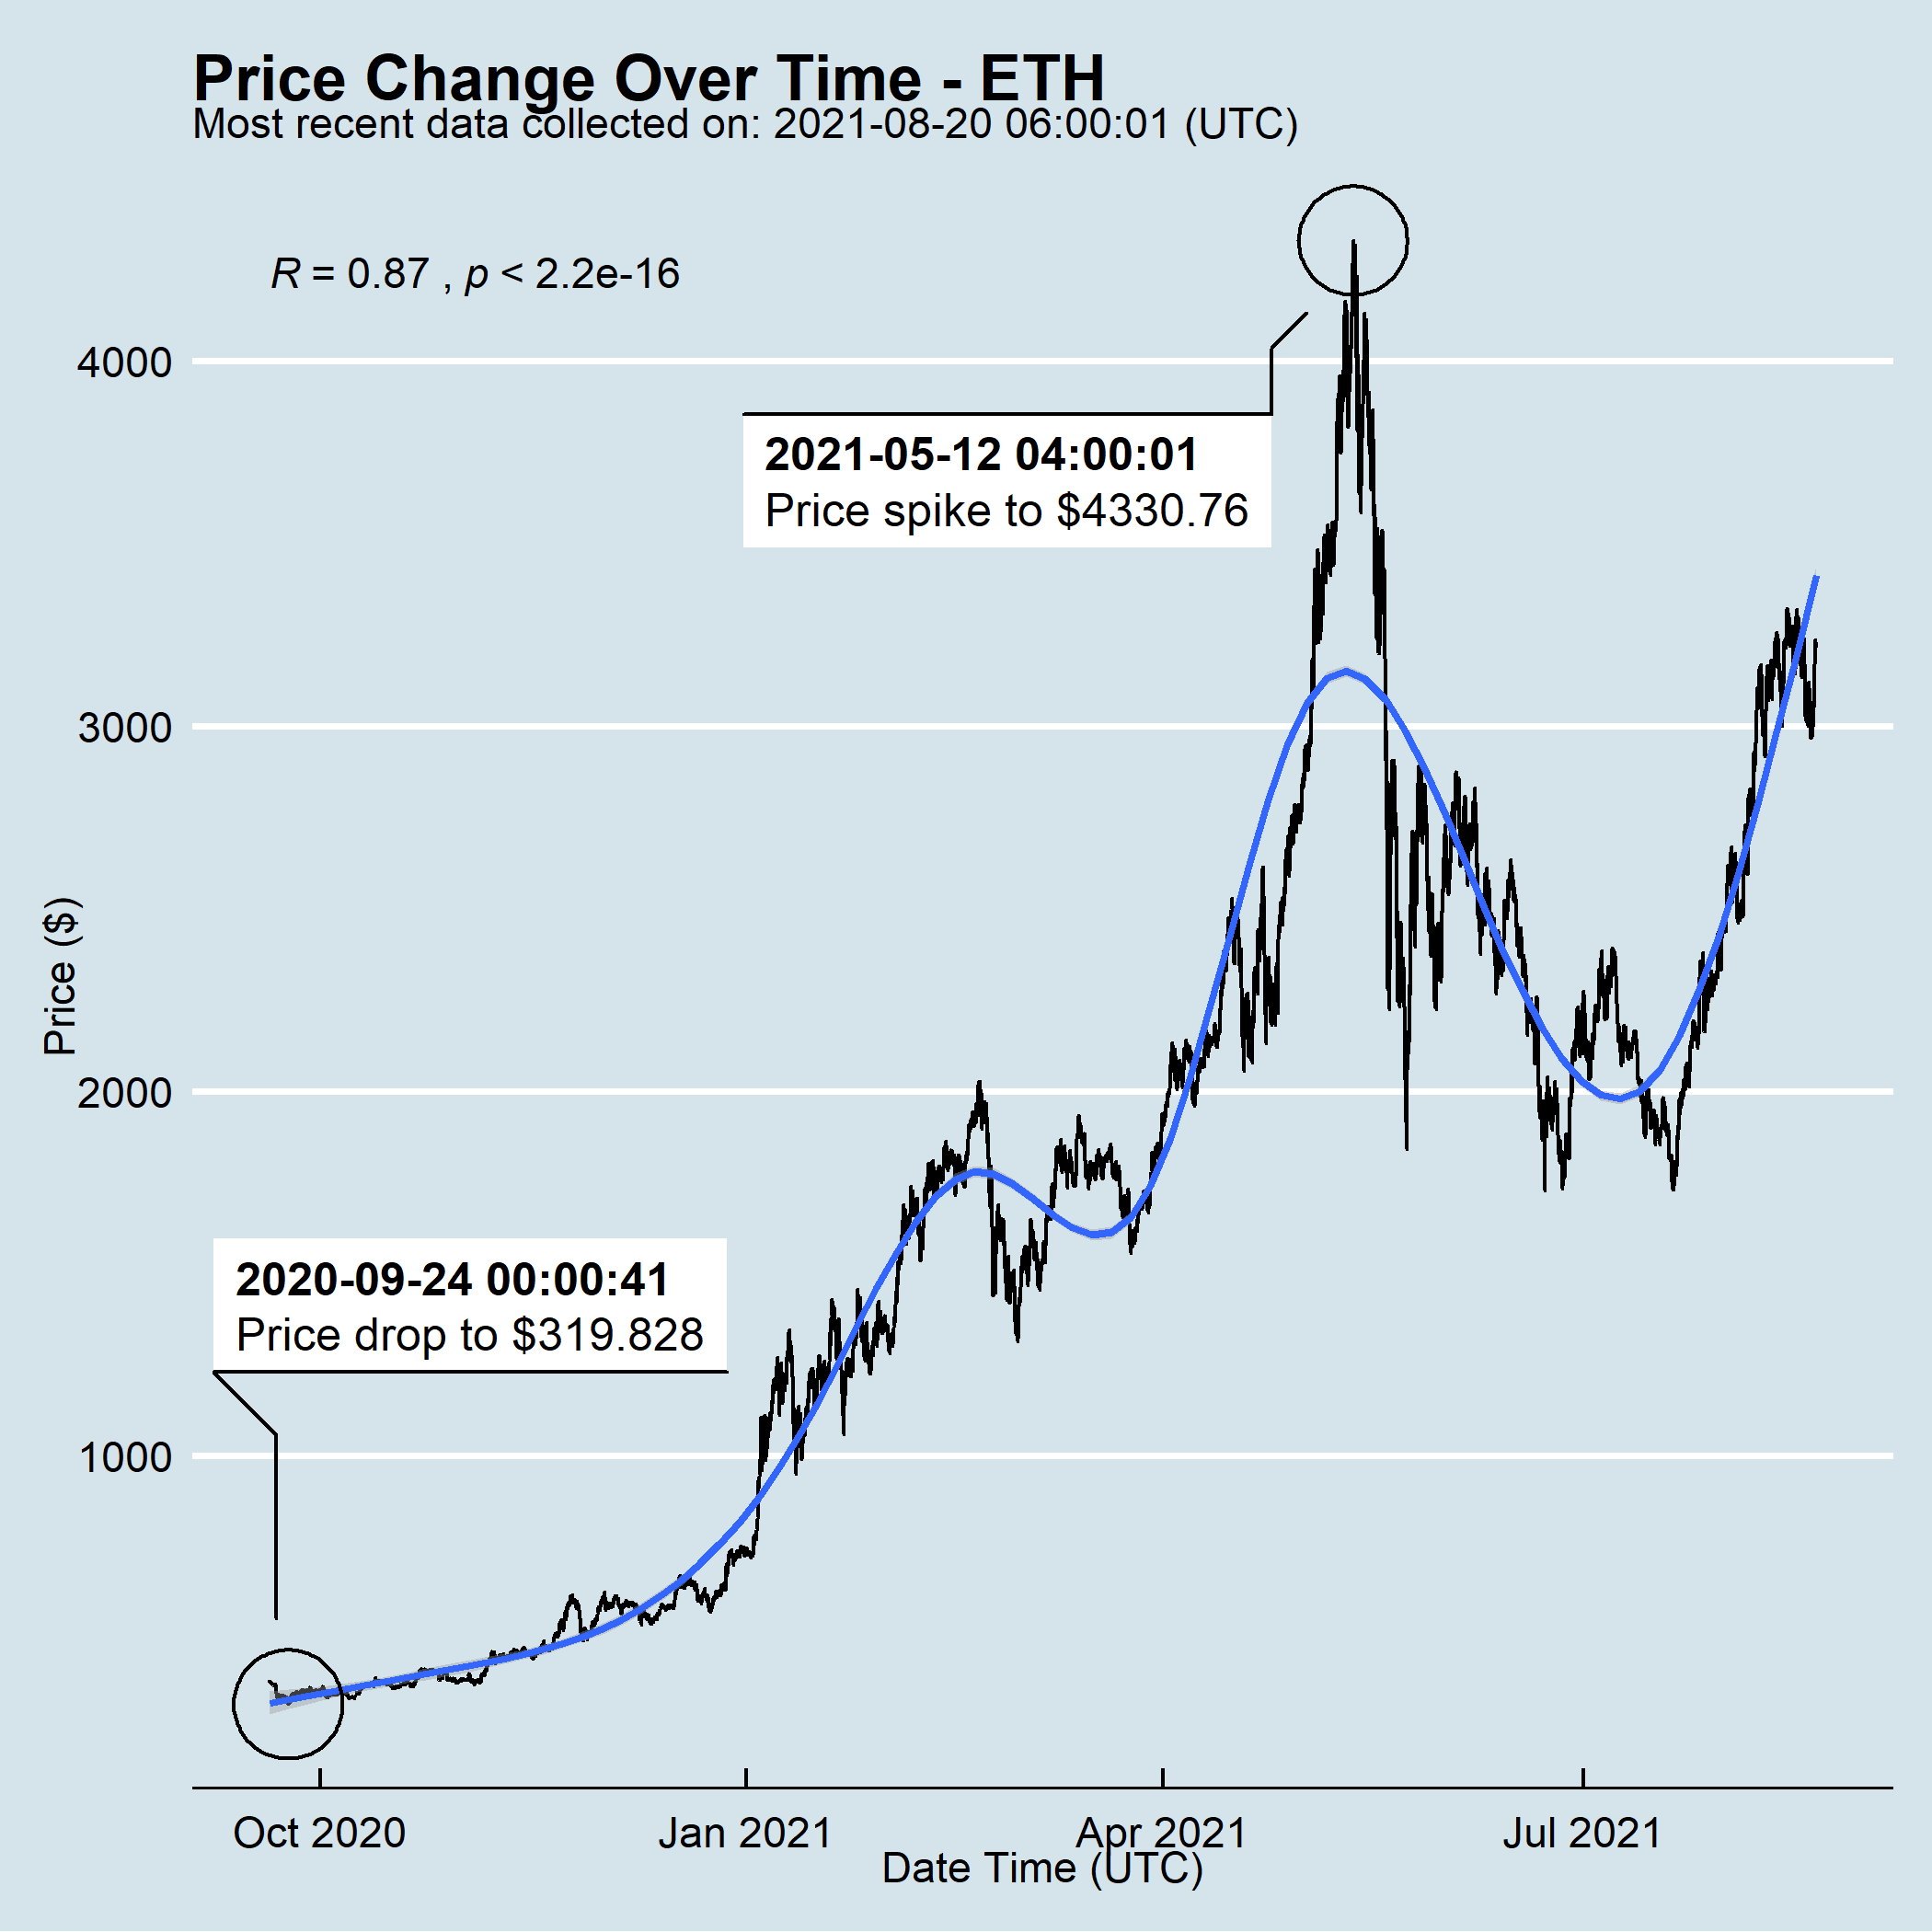 Price Change Over Time - ETH
Most recent data collected on: 2021-08-20 06:00:01 (UTC)
R = 0.87 , p < 2.2e-16
4000
2021-05-12 04:00:01
Price spike to $4330.76
3000
Price ($)
2000
2020-09-24 00:00:41
Price drop to $319.828
1000
Oct 2020
Jan 2021
Apr 2021
Jul 2021
Date Time (UTC)